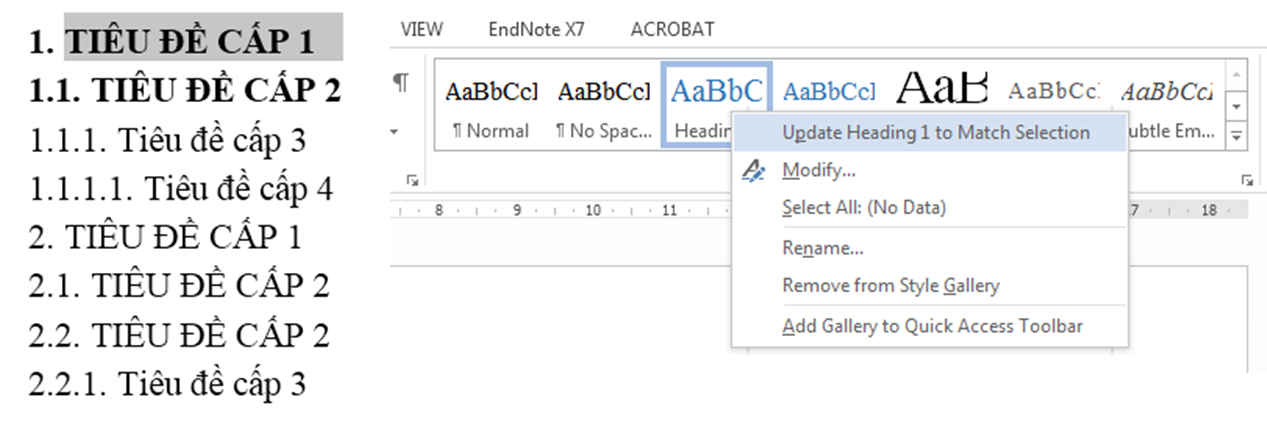 1. TIÊU ĐỀ CẤP 1
1.1. TIÊU ĐỀ CẤP 2
1.1.1. Tiêu đề cấp 3
1.1.1.1. Tiêu đề cấp 4
2. TIÊU ĐỀ CẤP 1
2.1. TIÊU ĐỀ CẤP 2
2.2. TIÊU ĐỀ CẤP 2
2.2.1. Tiêu đề cấp 3
VIEW EndNote X7 ACROBAT
¶ AaBbCcI AaBbCcI AaBbC AaBbCcI AaB AaBbCc AaBbCcI
¶ Normal ¶ No Spac... Headin ubtle Em...
Update Heading 1 to Match Selection
Modify...
Select All: (No Data)
8 9 10 11 17 18
Rename...
Remove from Style Gallery
Add Gallery to Quick Access Toolbar